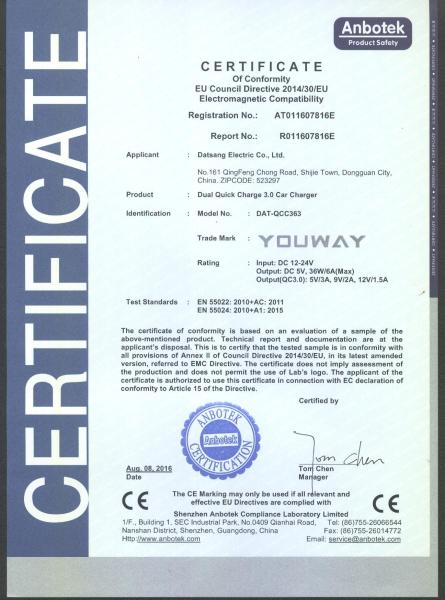 CERTIFICATE
Anbotek
Product Safety
CERTIFICATE
Of Conformity
EU Council Directive 2014/30/EU
Electromagnetic Compatibility
Registration No.: AT011607816E
Report No.: R011607816E
Applicant : Datsang Electric Co., Ltd.
No.161 QingFeng Chong Road, Shijie Town, Dongguan City,
China. ZIPCODE: 523297
Product : Dual Quick Charge 3.0 Car Charger
Identification : Model No. : DAT-QCC363
Trade Mark : YOUWAY
Rating : Input: DC 12-24V
Output: DC 5V, 36W/6A(Max)
Output(QC3.0): 5V/3A, 9V/2A, 12V/1.5A
Test Standards : EN 55022: 2010+AC: 2011
EN 55024: 2010+A1: 2015
The certificate of conformity is based on an evaluation of a sample of the
above-mentioned product. Technical report and documentation are at the
applicant's disposal. This is to certify that the tested sample is in conformity with
all provisions of Annex II of Council Directive 2014/30/EU, in its latest amended
version, referred to EMC Directive. The certificate does not imply assessment of
the production and does not permit the use of Lab's logo. The applicant of the
certificate is authorized to use this certificate in connection with EC declaration of
conformity to Article 15 of the Directive.
Certified by
ANBOTEK
Anbotek
CERTIFICATION
Tom Chen
Aug. 08, 2016
Date
Tom Chen
Manager
CE
The CE Marking may only be used if all relevant and
effective EU Directives are complied with
CE
Shenzhen Anbotek Compliance Laboratory Limited
1/F., Building 1, SEC Industrial Park, No.0409 Qianhai Road, Tel: (86)755-26066544
Nanshan District, Shenzhen, Guangdong, China Fax: (86)755-26014772
Http://www.anbotek.com Email: service@anbotek.com